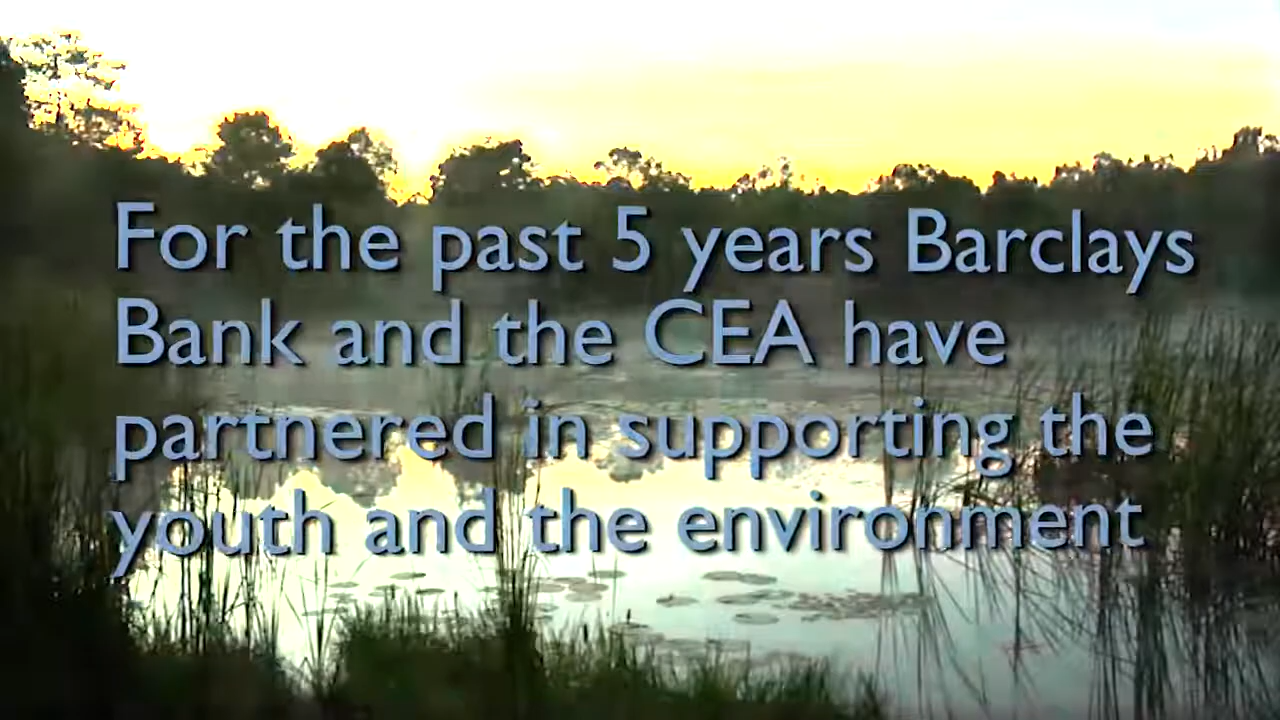 For the past 5 years Barclays
Bank and the CEA have
partnered in supporting the
youth and the environment